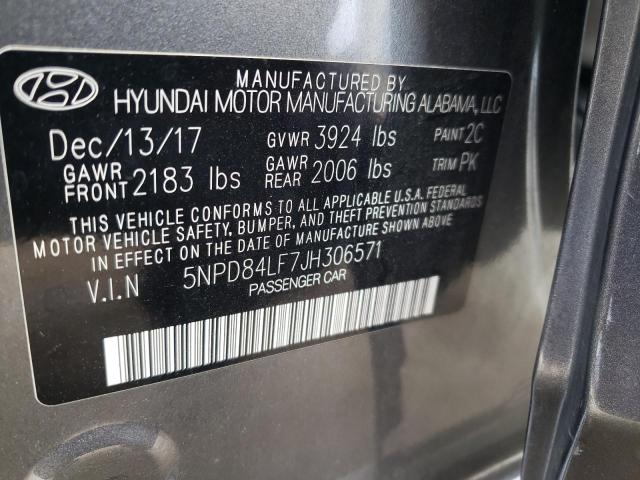 MANUFACTURED BY
HYUNDAI MOTOR MANUFACTURING ALABAMA, LLC
Dec/13/17 GVWR 3924 lbs PAINT 2C
GAWR FRONT 2183 lbs GAWR REAR 2006 lbs TRIM PK
THIS VEHICLE CONFORMS TO ALL APPLICABLE U.S.A. FEDERAL
MOTOR VEHICLE SAFETY, BUMPER, AND THEFT PREVENTION STANDARDS
IN EFFECT ON THE DATE OF MANUFACTURE SHOWN ABOVE.
V.I.N 5NPD84LF7JH306571
PASSENGER CAR